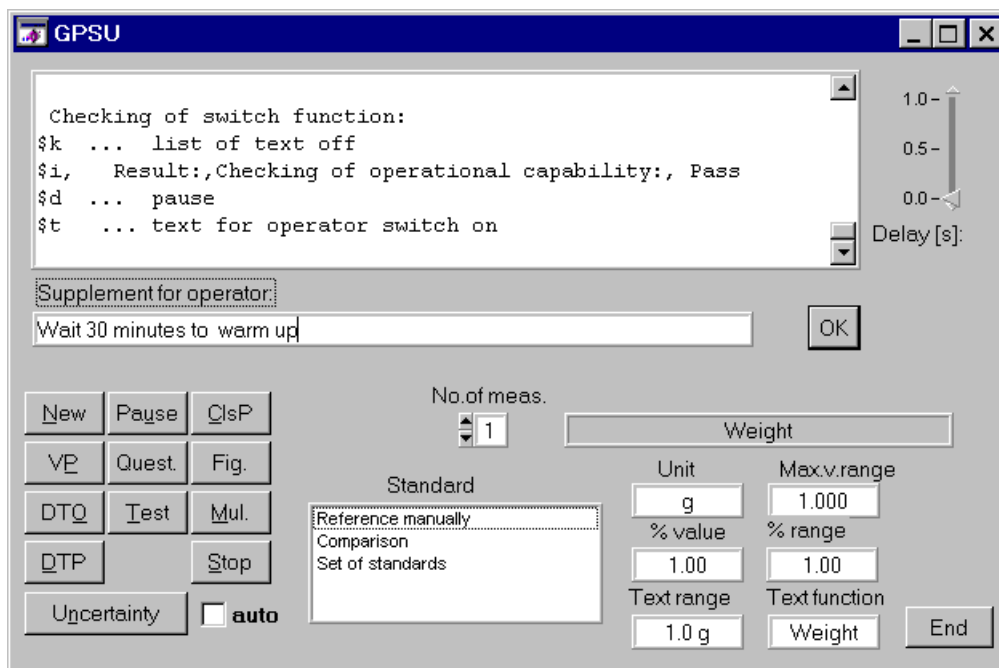 GPSU
Checking of switch function:
$k ... list of text off
$i, Result:,Checking of operational capability:, Pass
$d ... pause
$t ... text for operator switch on
1.0
0.5
0.0
Delay [s]:
Supplement for operator:
Wait 30 minutes to warm up
OK
New Pause ClsP
VP Quest. Fig.
DTO Test Mul.
DTP Stop
Uncertainty auto
No.of meas.
1
Weight
Standard
Reference manually
Comparison
Set of standards
Unit Max.v.range
g 1.000
% value % range
1.00 1.00
Text range Text function
1.0 g Weight
End